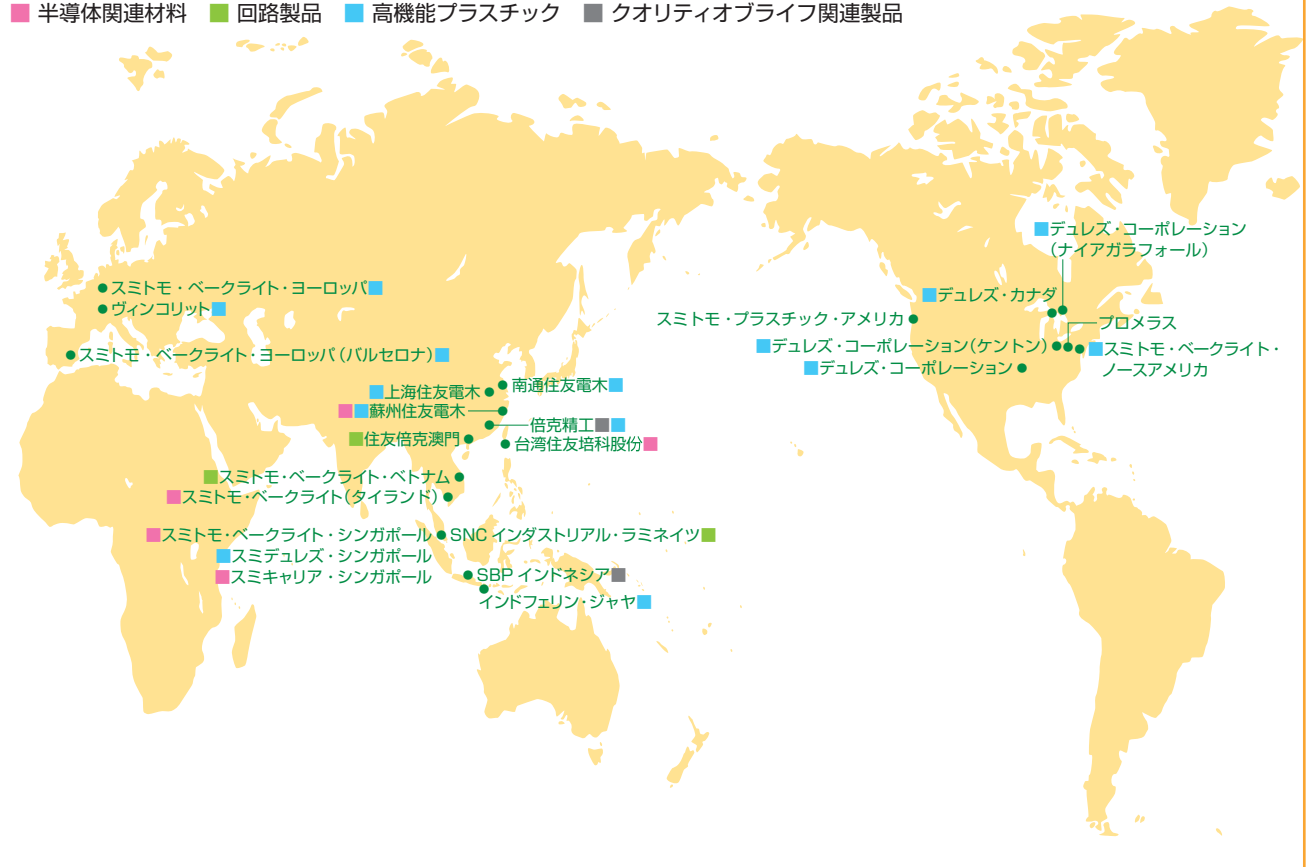 半導体関連材料 回路製品 高機能プラスチック クオリティオブライフ関連製品
デュレズ・コーポレーション
（ナイアガラフォール）
スミトモ・ベークライト・ヨーロッパ
デュレズ・カナダ
ヴィンコリット
スミトモ・プラスチック・アメリカ
プロメラス
デュレズ・コーポレーション（ケントン）
スミトモ・ベークライト・
ノースアメリカ
スミトモ・ベークライト・ヨーロッパ（バルセロナ）
デュレズ・コーポレーション
上海住友電木
南通住友電木
蘇州住友電木
倍克精工
住友倍克澳門
台湾住友培科股份
スミトモ・ベークライト・ベトナム
スミトモ・ベークライト（タイランド）
スミトモ・ベークライト・シンガポール
SNC インダストリアル・ラミネイツ
スミデュレズ・シンガポール
スミキャリア・シンガポール
SBP インドネシア
インドフェリン・ジャヤ